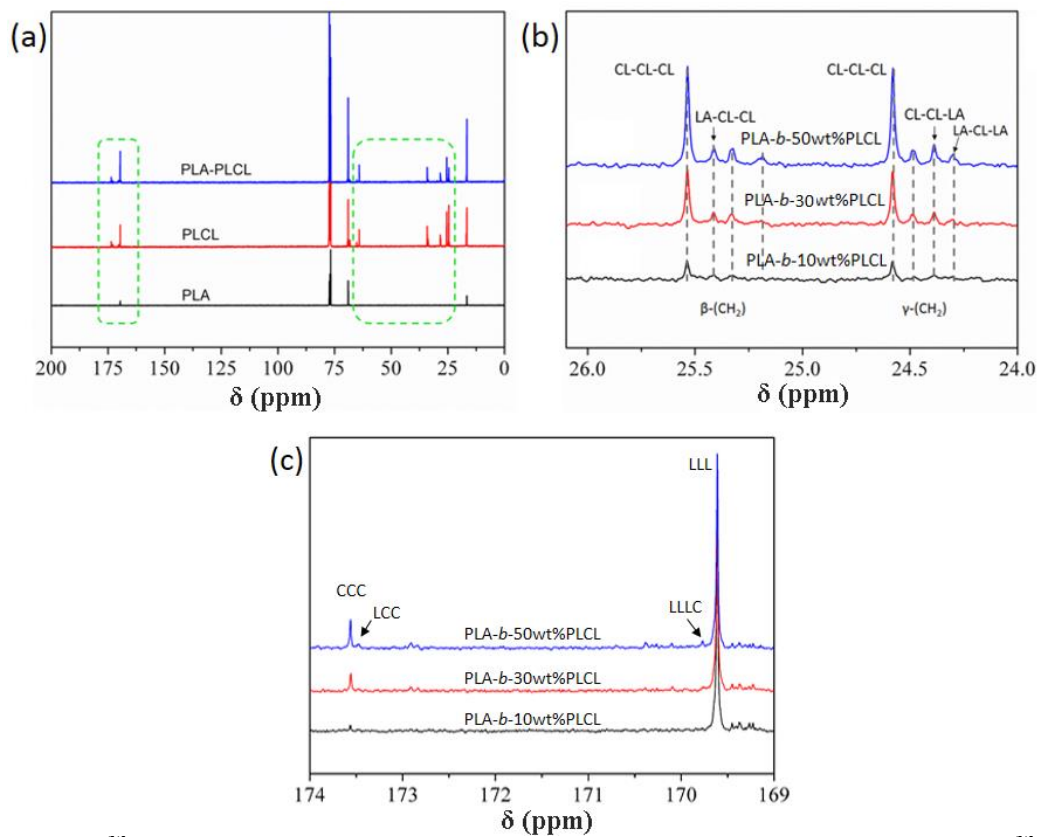 (a)
PLA-PLCL
PLCL
PLA
200 175 150 125 100 75 50 25 0
δ (ppm)
(b)
CL-CL-CL
CL-CL-CL
LA-CL-CL
CL-CL-LA
LA-CL-LA
PLA-b-50wt%PLCL
PLA-b-30wt%PLCL
PLA-b-10wt%PLCL
β-(CH₂)
γ-(CH₂)
26.0 25.5 25.0 24.5 24.0
δ (ppm)
(c)
LLL
CCC
LCC
LLLC
PLA-b-50wt%PLCL
PLA-b-30wt%PLCL
PLA-b-10wt%PLCL
174 173 172 171 170 169
δ (ppm)